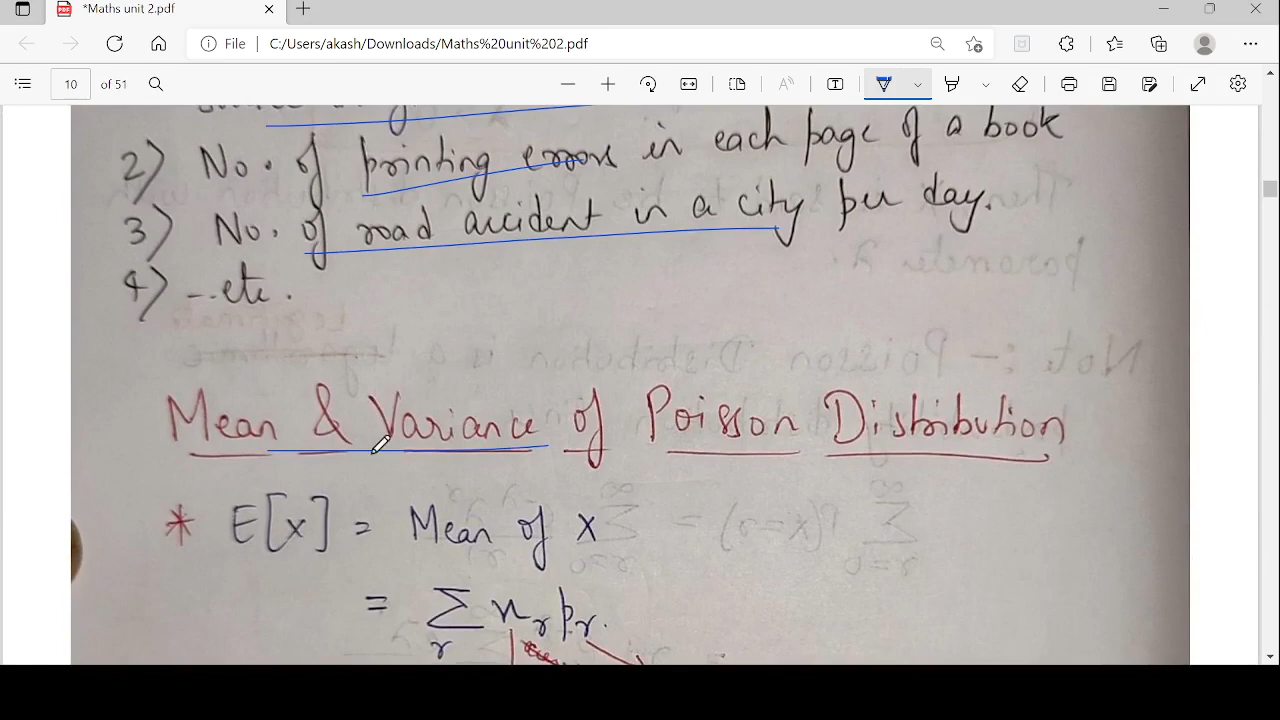 *Maths unit 2.pdf
File C:/Users/akash/Downloads/Maths%20unit%202.pdf
10 of 51
2) No. of printing errors in each page of a book
3) No. of road accident in a city per day.
4) ---etc.
Mean & Variance of Poisson Distribution
* E[x] = Mean of x
= Σ xᵣ pᵣ.
r